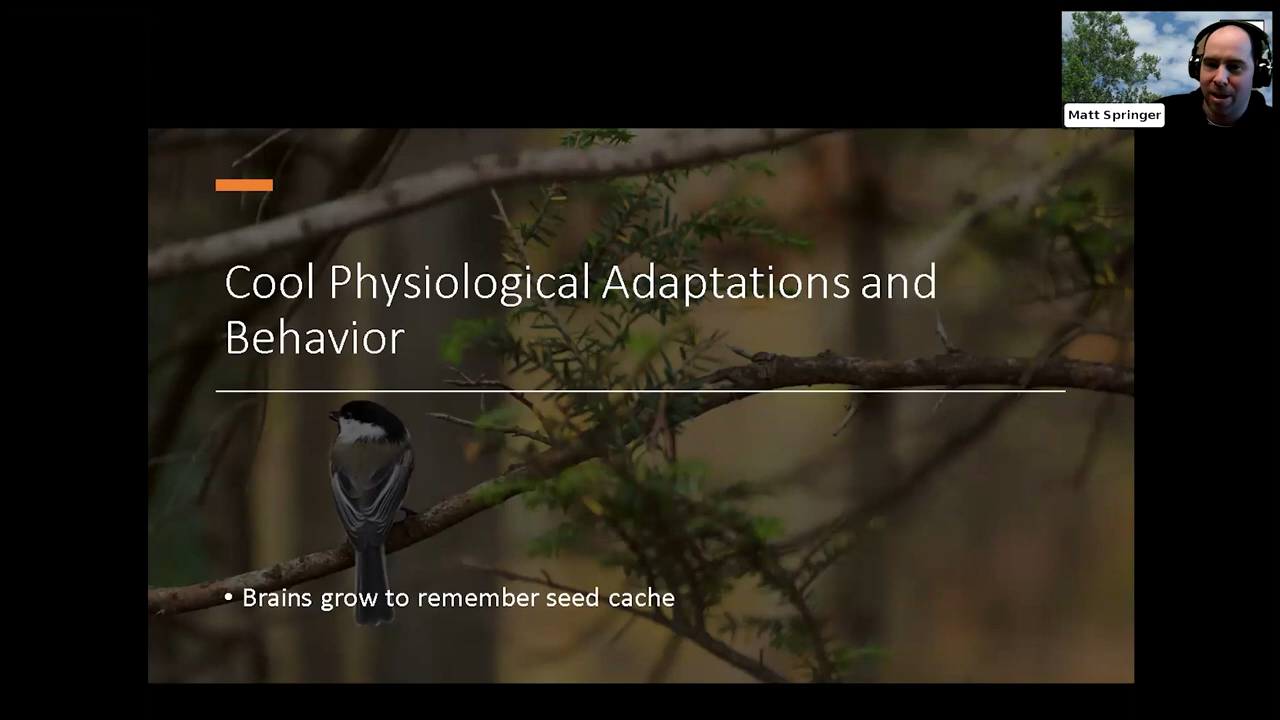 Matt Springer
Cool Physiological Adaptations and
Behavior
• Brains grow to remember seed cache